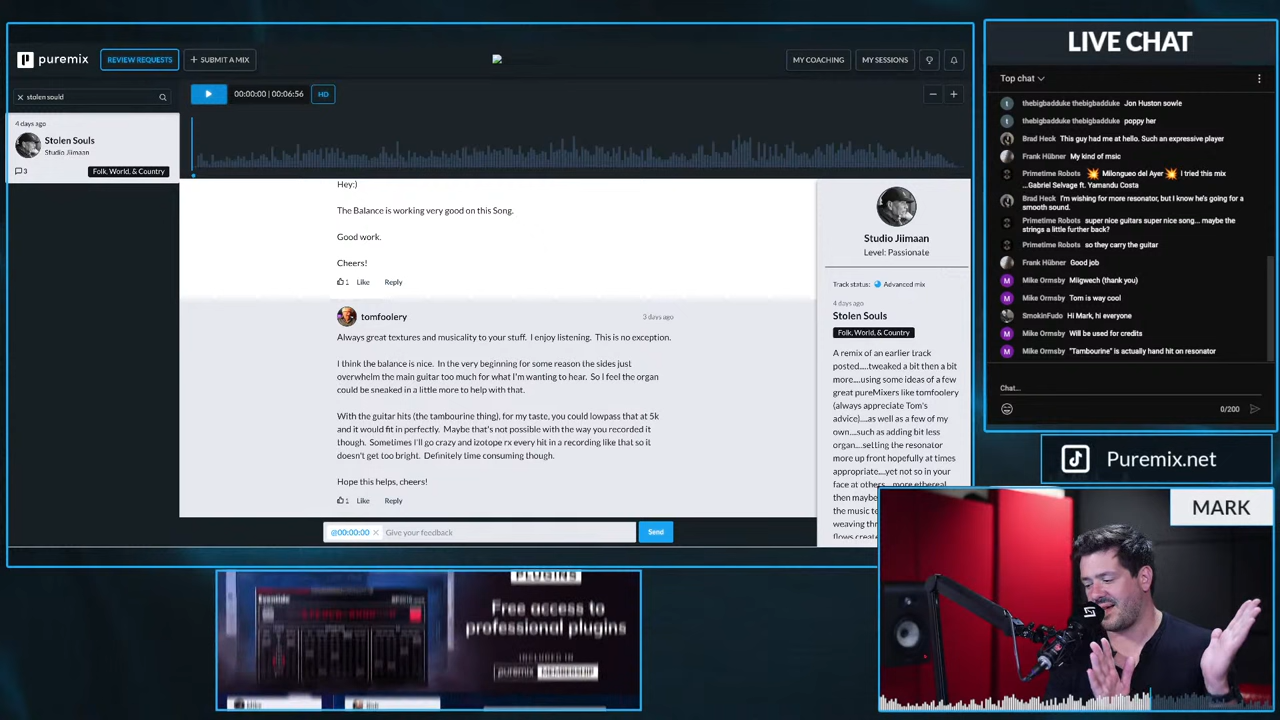 puremix
REVIEW REQUESTS
+ SUBMIT A MIX
MY COACHING
MY SESSIONS
stolen sould
00:00:00 | 00:06:56
HD
4 days ago
Stolen Souls
Studio Jiimaan
3
Folk, World, & Country
Hey:)
The Balance is working very good on this Song.
Good work.
Cheers!
1 Like Reply
tomfoolery
3 days ago
Always great textures and musicality to your stuff. I enjoy listening. This is no exception.
I think the balance is nice. In the very beginning for some reason the sides just
overwhelm the main guitar too much for what I'm wanting to hear. So I feel the organ
could be sneaked in a little more to help with that.
With the guitar hits (the tambourine thing), for my taste, you could lowpass that at 5k
and it would fit in perfectly. Maybe that's not possible with the way you recorded it
though. Sometimes I'll go crazy and izotope rx every hit in a recording like that so it
doesn't get too bright. Definitely time consuming though.
Hope this helps, cheers!
1 Like Reply
@00:00:00 × Give your feedback
Send
Studio Jiimaan
Level: Passionate
Track status: Advanced mix
4 days ago
Stolen Souls
Folk, World, & Country
A remix of an earlier track
posted.....tweaked a bit then a bit
more....using some ideas of a few
great pureMixers like tomfoolery
(always appreciate Tom's
advice)....as well as a few of my
own....such as adding bit less
organ....setting the resonator
more up front hopefully at times
appropriate....yet not so in your
face at others....more ethereal
then maybe
the music te
weaving thr
flows create
LIVE CHAT
Top chat
thebigbadduke thebigbadduke Jon Huston sowle
thebigbadduke thebigbadduke poppy her
Brad Heck This guy had me at hello. Such an expressive player
Frank Hübner My kind of msic
Primetime Robots 💥 Milongueo del Ayer 💥 I tried this mix
...Gabriel Selvage ft. Yamandu Costa
Brad Heck I'm wishing for more resonator, but I know he's going for a
smooth sound.
Primetime Robots super nice guitars super nice song... maybe the
strings a little further back?
Primetime Robots so they carry the guitar
Frank Hübner Good job
M Mike Ormsby Miigwech (thank you)
M Mike Ormsby Tom is way cool
SmokinFudo Hi Mark, hi everyone
M Mike Ormsby Will be used for credits
M Mike Ormsby "Tambourine" is actually hand hit on resonator
Chat...
0/200
Puremix.net
MARK
PLUGINS
Free access to
professional plugins
INCLUDED IN
puremix MEMBERSHIP
Eventide